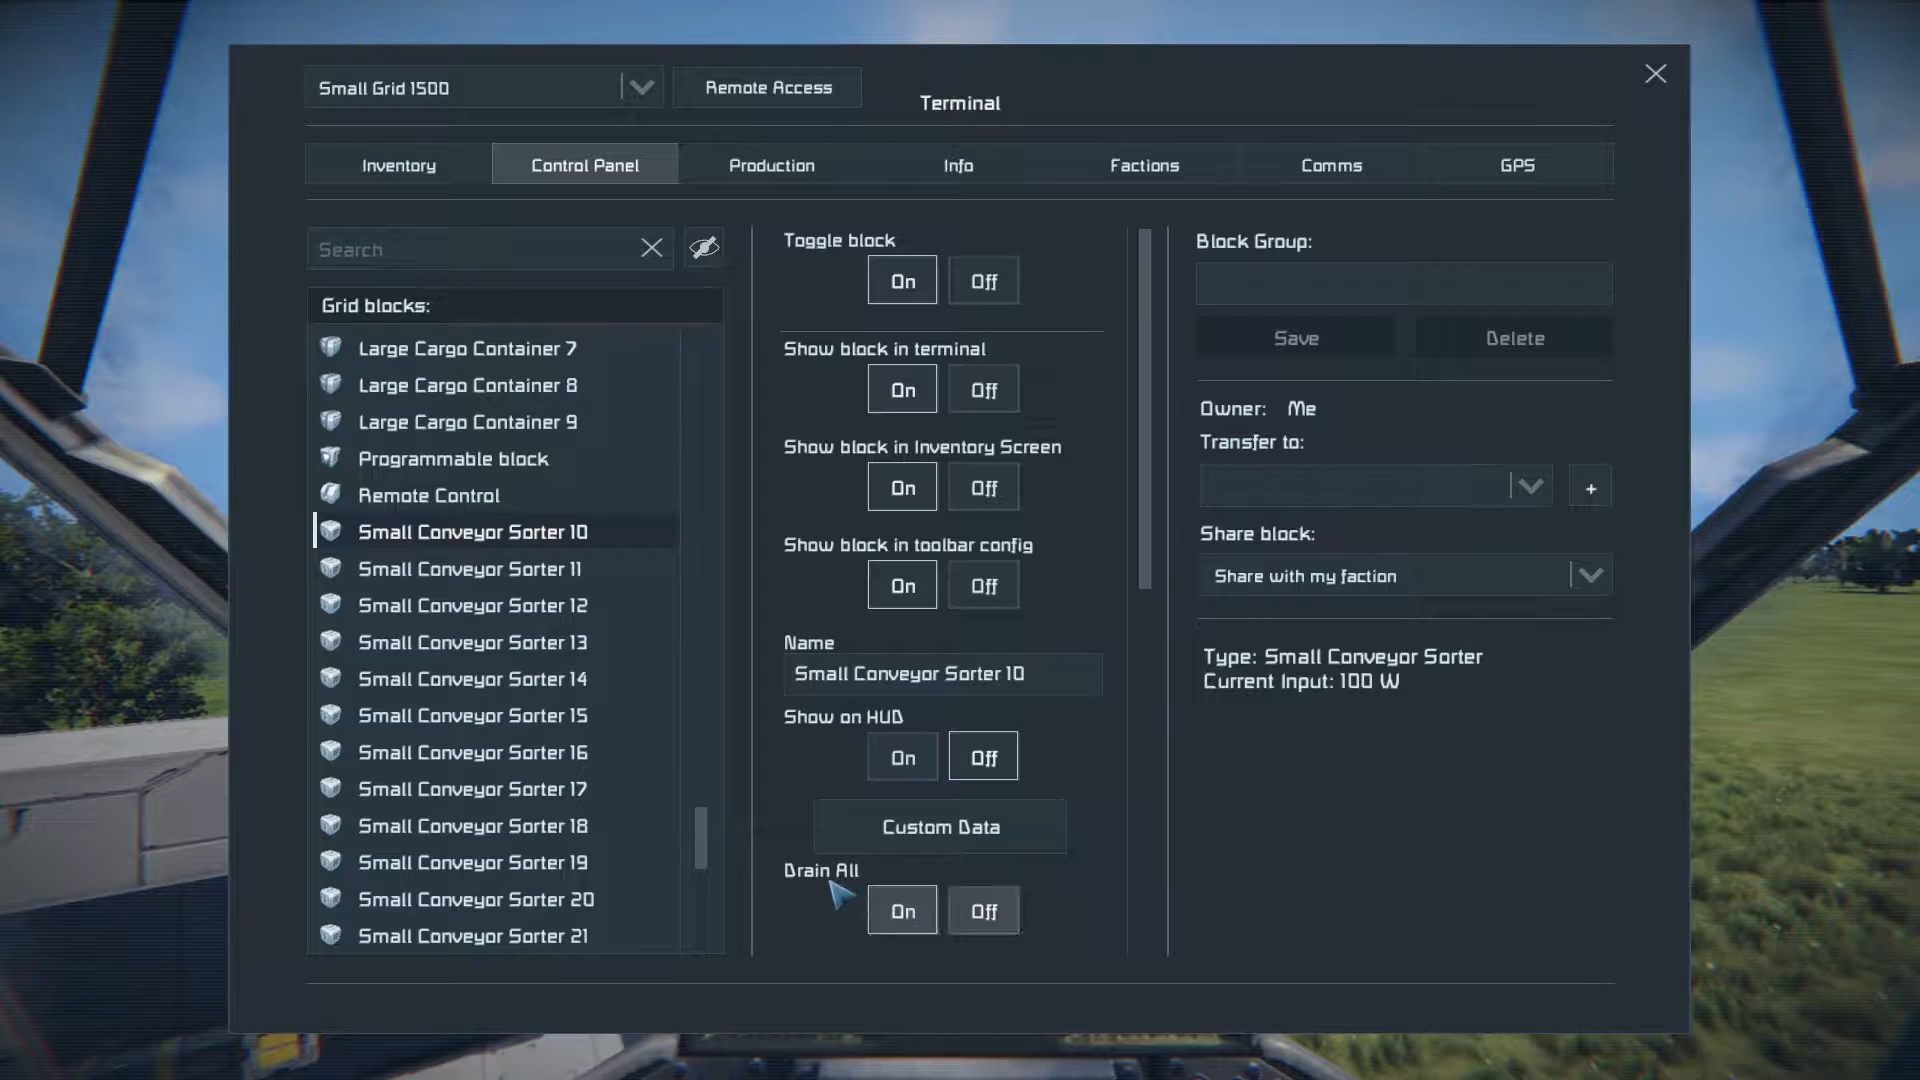 Small Grid 1500
Remote Access
Terminal
Inventory
Control Panel
Production
Info
Factions
Comms
GPS
Search
Grid blocks:
Large Cargo Container 7
Large Cargo Container 8
Large Cargo Container 9
Programmable block
Remote Control
Small Conveyor Sorter 10
Small Conveyor Sorter 11
Small Conveyor Sorter 12
Small Conveyor Sorter 13
Small Conveyor Sorter 14
Small Conveyor Sorter 15
Small Conveyor Sorter 16
Small Conveyor Sorter 17
Small Conveyor Sorter 18
Small Conveyor Sorter 19
Small Conveyor Sorter 20
Small Conveyor Sorter 21
Toggle block
On Off
Show block in terminal
On Off
Show block in Inventory Screen
On Off
Show block in toolbar config
On Off
Name
Small Conveyor Sorter 10
Show on HUD
On Off
Custom Data
Drain All
On Off
Block Group:
Save Delete
Owner: Me
Transfer to:
+
Share block:
Share with my faction
Type: Small Conveyor Sorter
Current Input: 100 W